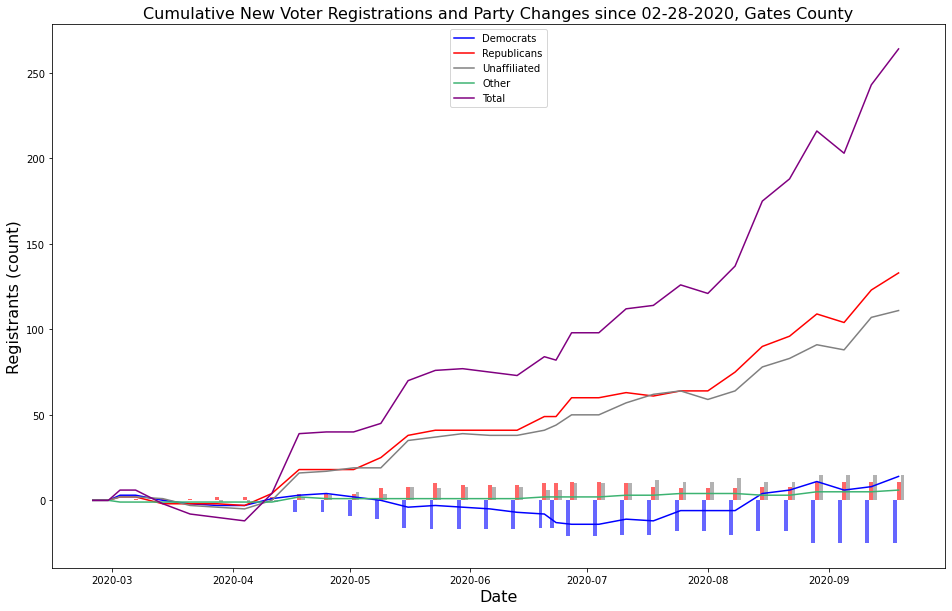 Cumulative New Voter Registrations and Party Changes since 02-28-2020, Gates County
Democrats
Republicans
Unaffiliated
Other
Total
Registrants (count)
250
200
150
100
50
0
2020-03
2020-04
2020-05
2020-06
2020-07
2020-08
2020-09
Date